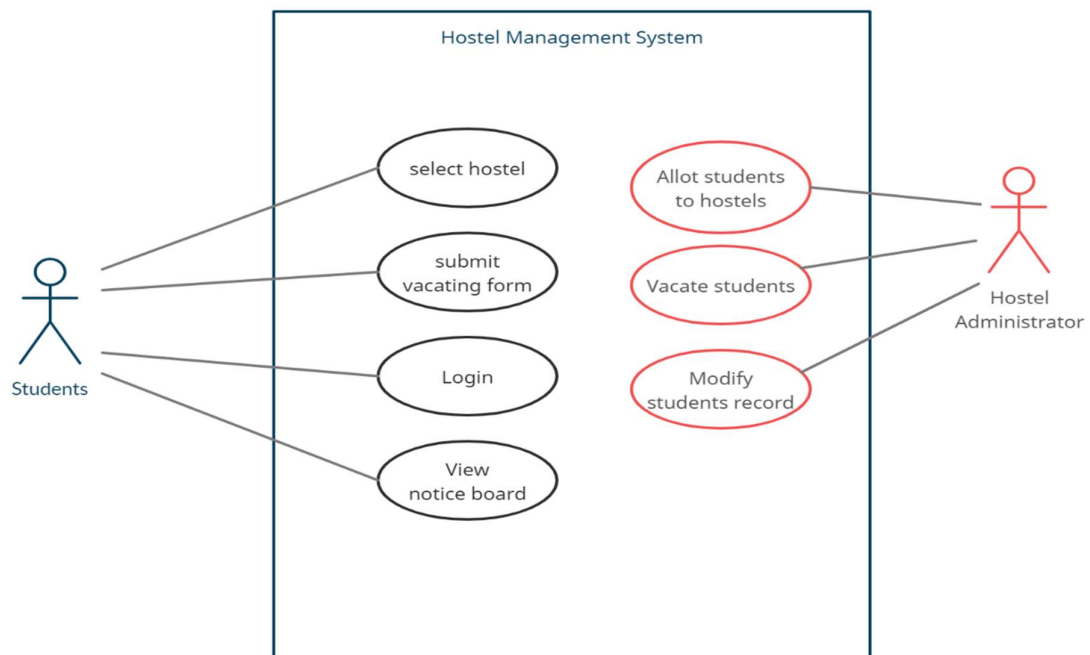 Hostel Management System
select hostel
Allot students
to hostels
submit
vacating form
Vacate students
Hostel
Administrator
Students
Login
Modify
students record
View
notice board